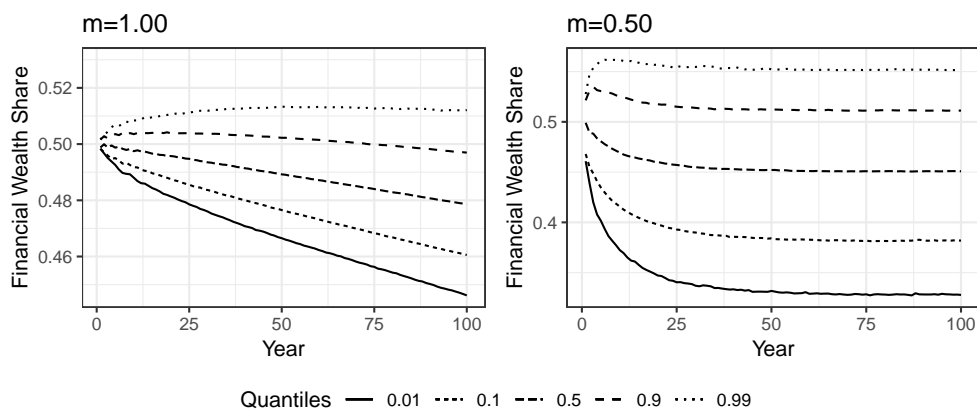 m=1.00
m=0.50
Financial Wealth Share
0.52
0.50
0.48
0.46
0 25 50 75 100
Year
Financial Wealth Share
0.5
0.4
0 25 50 75 100
Year
Quantiles 0.01 0.1 0.5 0.9 0.99